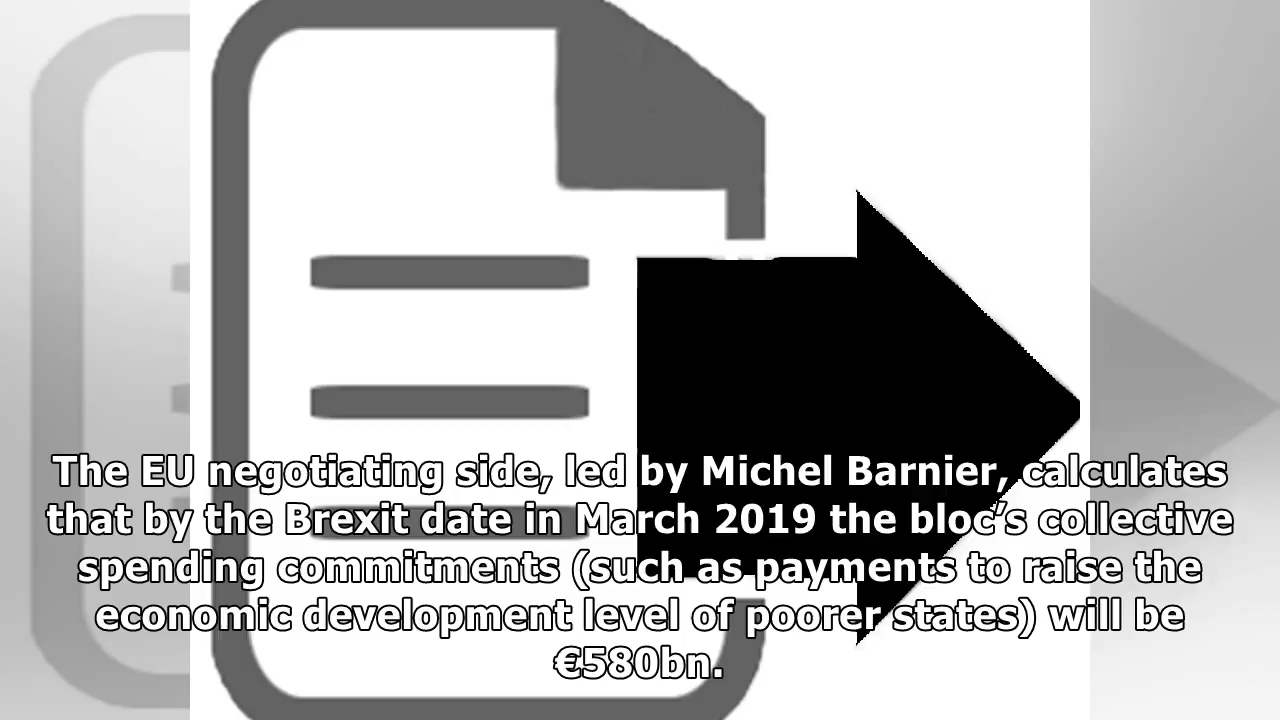 The EU negotiating side, led by Michel Barnier, calculates
that by the Brexit date in March 2019 the bloc’s collective
spending commitments (such as payments to raise the
economic development level of poorer states) will be
€580bn.